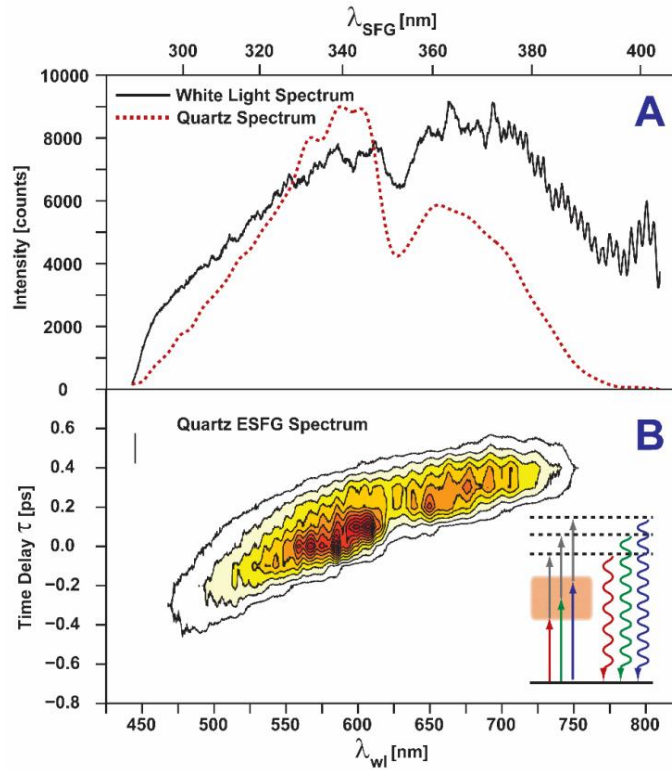 λSFG [nm]
300 320 340 360 380 400
10000
8000
6000
4000
2000
0
Intensity [counts]
White Light Spectrum
Quartz Spectrum
A
Quartz ESFG Spectrum
B
0.6
0.4
0.2
0.0
−0.2
−0.4
−0.6
−0.8
Time Delay τ [ps]
450 500 550 600 650 700 750 800
λwl [nm]